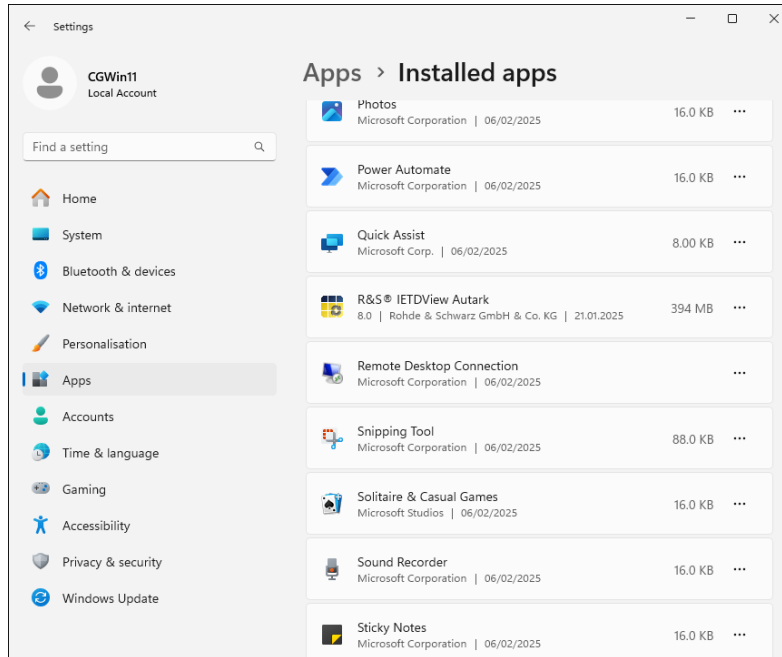 Settings
CGWin11
Local Account
Find a setting
Home
System
Bluetooth & devices
Network & internet
Personalisation
Apps
Accounts
Time & language
Gaming
Accessibility
Privacy & security
Windows Update
Apps > Installed apps
Photos
Microsoft Corporation | 06/02/2025
16.0 KB
Power Automate
Microsoft Corporation | 06/02/2025
16.0 KB
Quick Assist
Microsoft Corp. | 06/02/2025
8.00 KB
R&S® IETDView Autark
8.0 | Rohde & Schwarz GmbH & Co. KG | 21.01.2025
394 MB
Remote Desktop Connection
Microsoft Corporation | 06/02/2025
Snipping Tool
Microsoft Corporation | 06/02/2025
88.0 KB
Solitaire & Casual Games
Microsoft Studios | 06/02/2025
16.0 KB
Sound Recorder
Microsoft Corporation | 06/02/2025
16.0 KB
Sticky Notes
Microsoft Corporation | 06/02/2025
16.0 KB